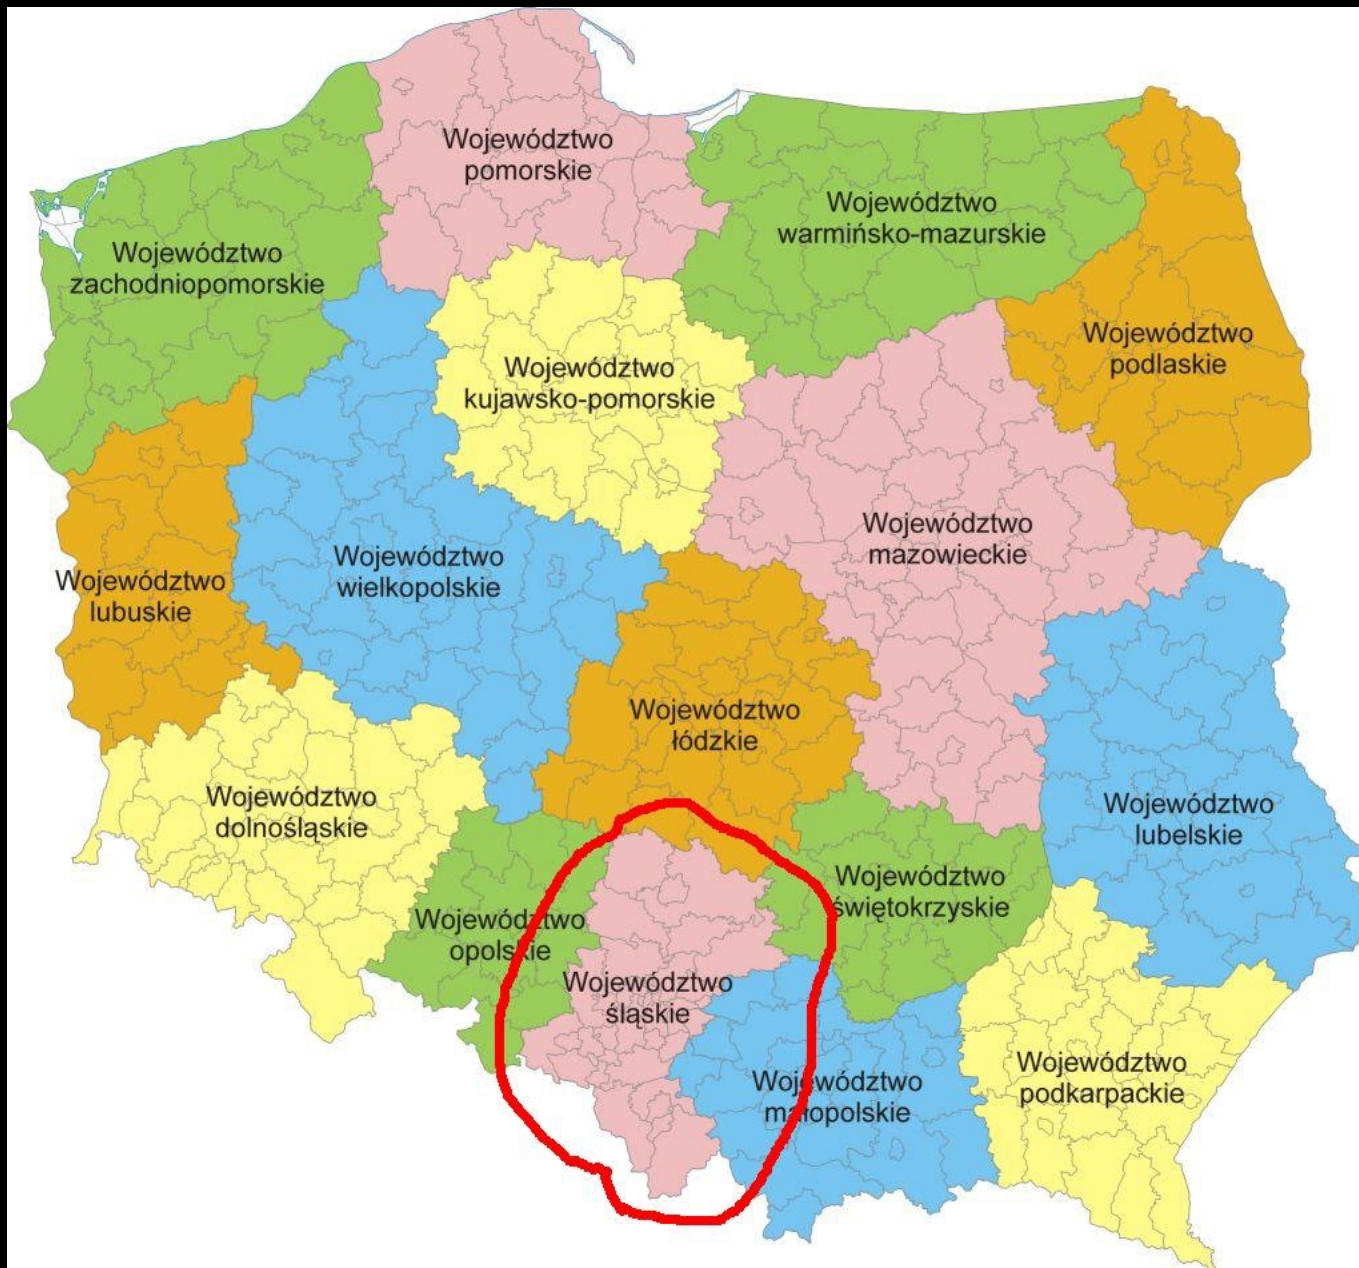 Województwo
pomorskie
Województwo
warmińsko-mazurskie
Województwo
zachodniopomorskie
Województwo
podlaskie
Województwo
kujawsko-pomorskie
Województwo
mazowieckie
Województwo
wielkopolskie
Województwo
lubuskie
Województwo
łódzkie
Województwo
dolnośląskie
Województwo
lubelskie
Województwo
świętokrzyskie
Województwo
opolskie
Województwo
śląskie
Województwo
małopolskie
Województwo
podkarpackie